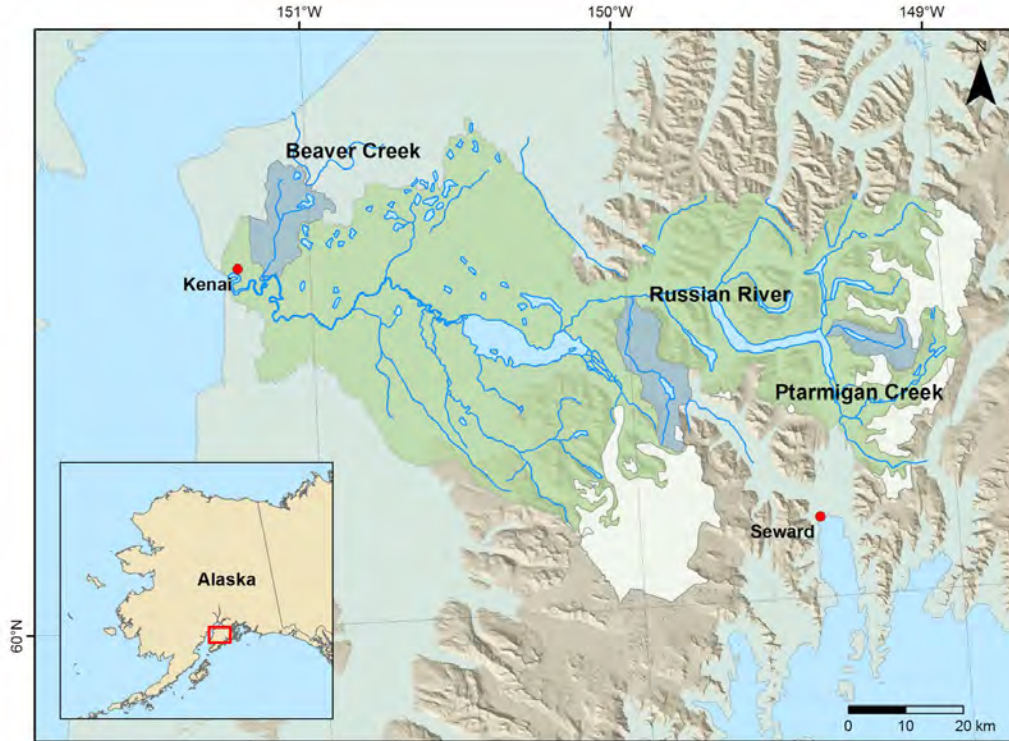 151°W
150°W
149°W
N
Beaver Creek
Kenai
Russian River
Ptarmigan Creek
Seward
Alaska
60°N
0 10 20 km